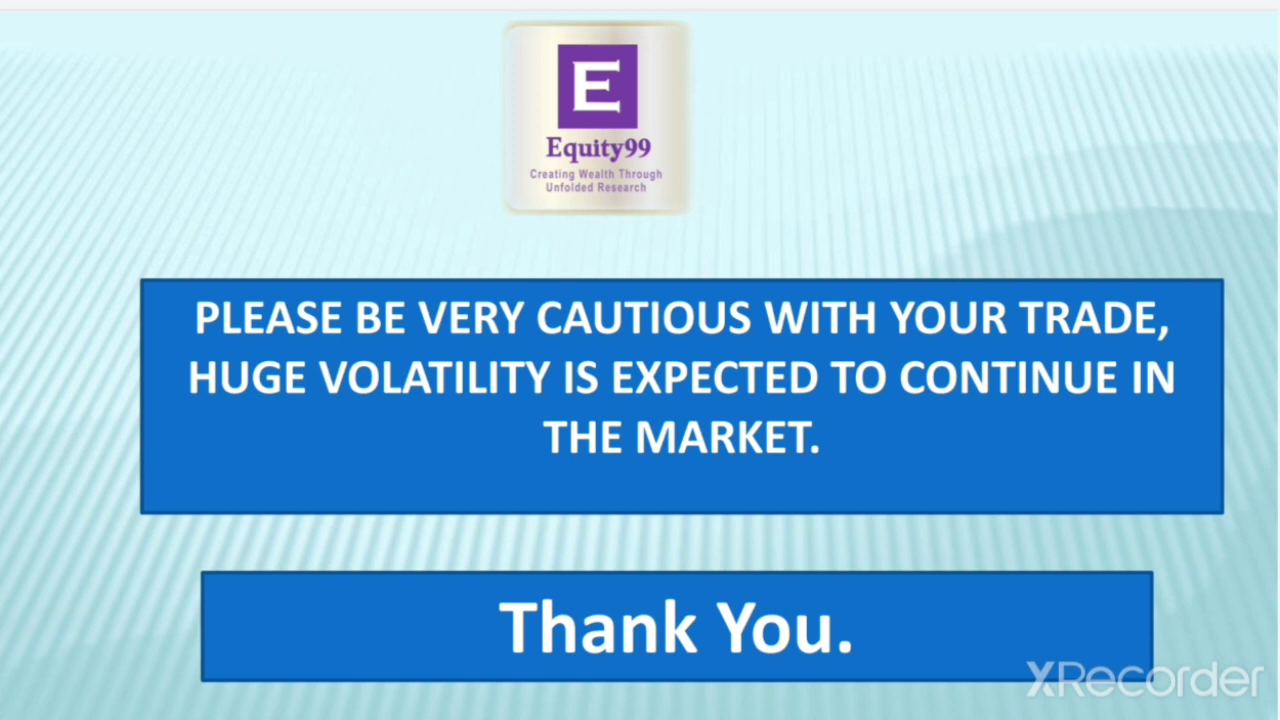 E
Equity99
Creating Wealth Through
Unfoided Research
PLEASE BE VERY CAUTIOUS WITH YOUR TRADE,
HUGE VOLATILITY IS EXPECTED TO CONTINUE IN
THE MARKET.
Thank You.
XRecorder